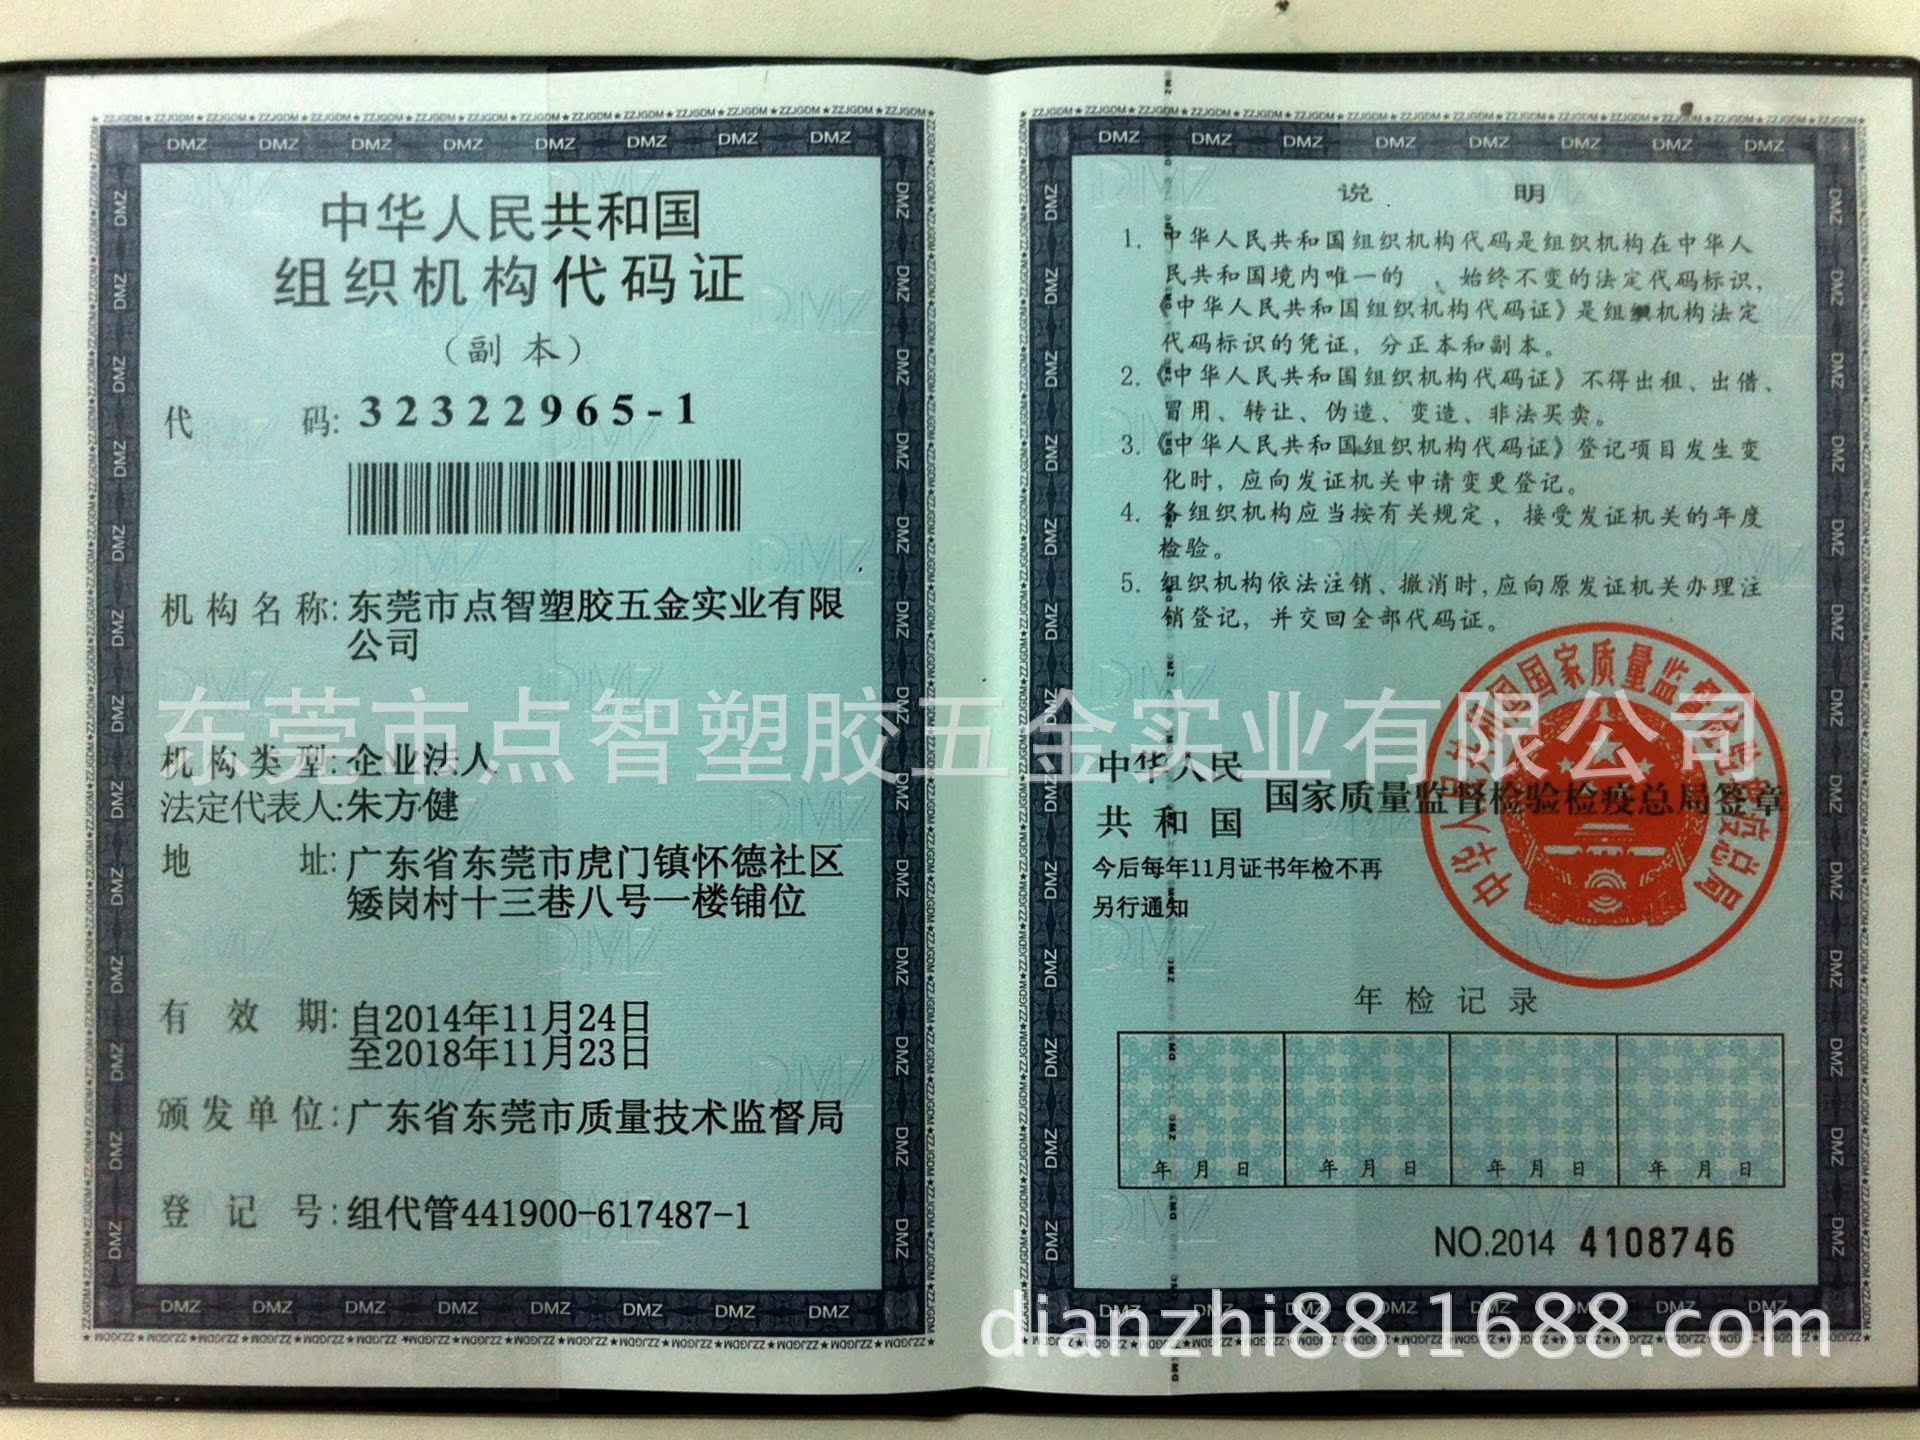 中华人民共和国
组织机构代码证
（副 本）
代 码: 32322965-1
机构名称: 东莞市点智塑胶五金实业有限
公司
机构类型: 企业法人
法定代表人: 朱方健
地 址: 广东省东莞市虎门镇怀德社区
矮岗村十三巷八号一楼铺位
有 效 期: 自2014年11月24日
至2018年11月23日
颁发单位: 广东省东莞市质量技术监督局
登 记 号: 组代管441900-617487-1
说 明
1. 中华人民共和国组织机构代码是组织机构在中华人
民共和国境内唯一的 、始终不变的法定代码标识，
《中华人民共和国组织机构代码证》是组织机构法定
代码标识的凭证，分正本和副本。
2.《中华人民共和国组织机构代码证》不得出租、出借、
冒用、转让、伪造、变造、非法买卖。
3.《中华人民共和国组织机构代码证》登记项目发生变
化时，应向发证机关申请变更登记。
4. 各组织机构应当按有关规定，接受发证机关的年度
检验。
5. 组织机构依法注销、撤消时，应向原发证机关办理注
销登记，并交回全部代码证。
中华人民
共和国 国家质量监督检验检疫总局签章
中华人民共和国国家质量监督检验检疫总局
今后每年11月证书年检不再
另行通知
年 检 记 录
年 月 日 年 月 日 年 月 日 年 月 日
NO.2014 4108746
东莞市点智塑胶五金实业有限公司
dianzhi88.1688.com